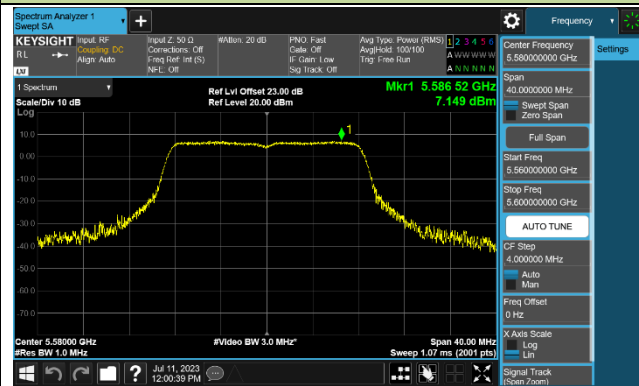 Spectrum Analyzer 1
Swept SA
Frequency
KEYSIGHT
RL
LXI
Input: RF
Coupling: DC
Align: Auto
Input Z: 50 Ω
Corrections: Off
Freq Ref: Int (S)
NFE: Off
#Atten: 20 dB
PNO: Fast
Gate: Off
IF Gain: Low
Sig Track: Off
Avg Type: Power (RMS)
Avg|Hold: 100/100
Trig: Free Run
1 2 3 4 5 6
A W W W W W
A N N N N N
Center Frequency
5.580000000 GHz
Settings
Span
40.0000000 MHz
Swept Span
Zero Span
Full Span
Start Freq
5.560000000 GHz
Stop Freq
5.600000000 GHz
AUTO TUNE
CF Step
4.000000 MHz
Auto
Man
Freq Offset
0 Hz
X Axis Scale
Log
Lin
Signal Track
(Span Zoom)
1 Spectrum
Scale/Div 10 dB
Log
Ref Lvl Offset 23.00 dB
Ref Level 20.00 dBm
Mkr1 5.586 52 GHz
7.149 dBm
1
10.0
0.00
-10.0
-20.0
-30.0
-40.0
-50.0
-60.0
-70.0
Center 5.58000 GHz
#Res BW 1.0 MHz
#Video BW 3.0 MHz*
Span 40.00 MHz
Sweep 1.07 ms (2001 pts)
Jul 11, 2023
12:00:39 PM